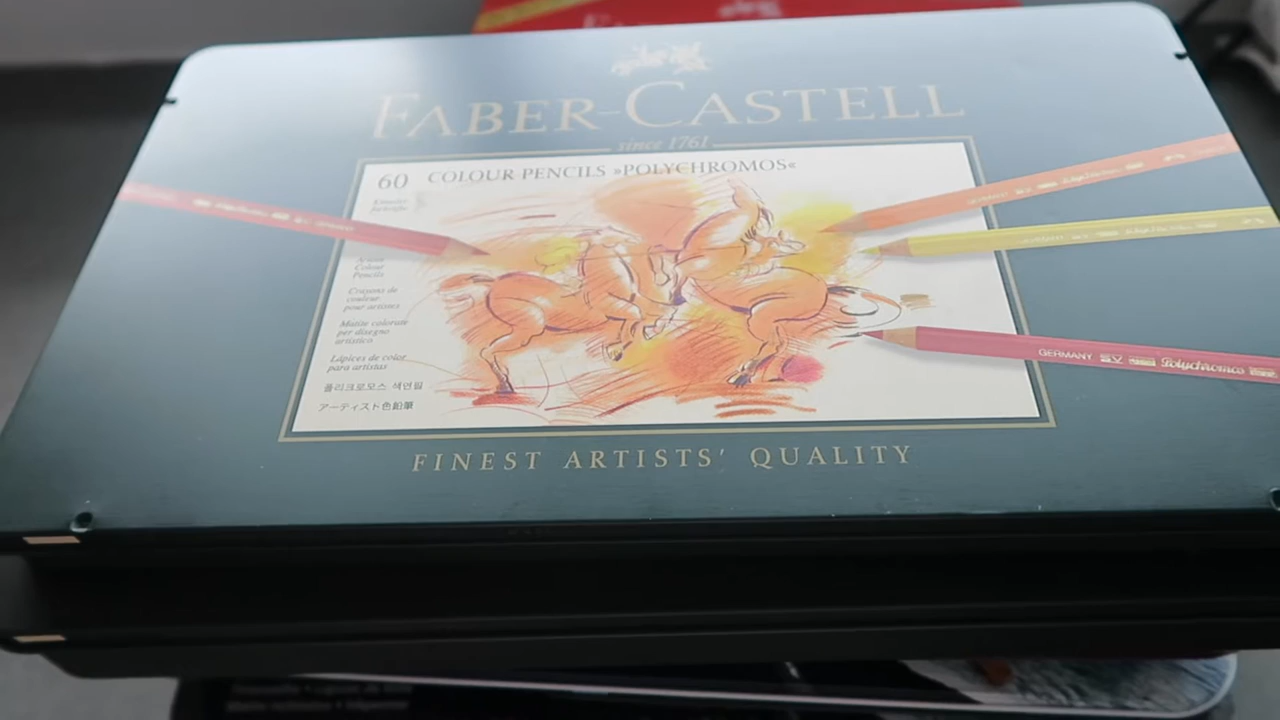 FABER-CASTELL
since 1761
60 COLOUR PENCILS »POLYCHROMOS«
Künstler
farbstifte
Artists'
Colour
Pencils
Crayons de
couleur
pour artistes
Matite colorate
per disegno
artistico
Lápices de color
para artistas
폴리크로모스 색연필
アーティスト色鉛筆
GERMANY Polychromos
FINEST ARTISTS' QUALITY